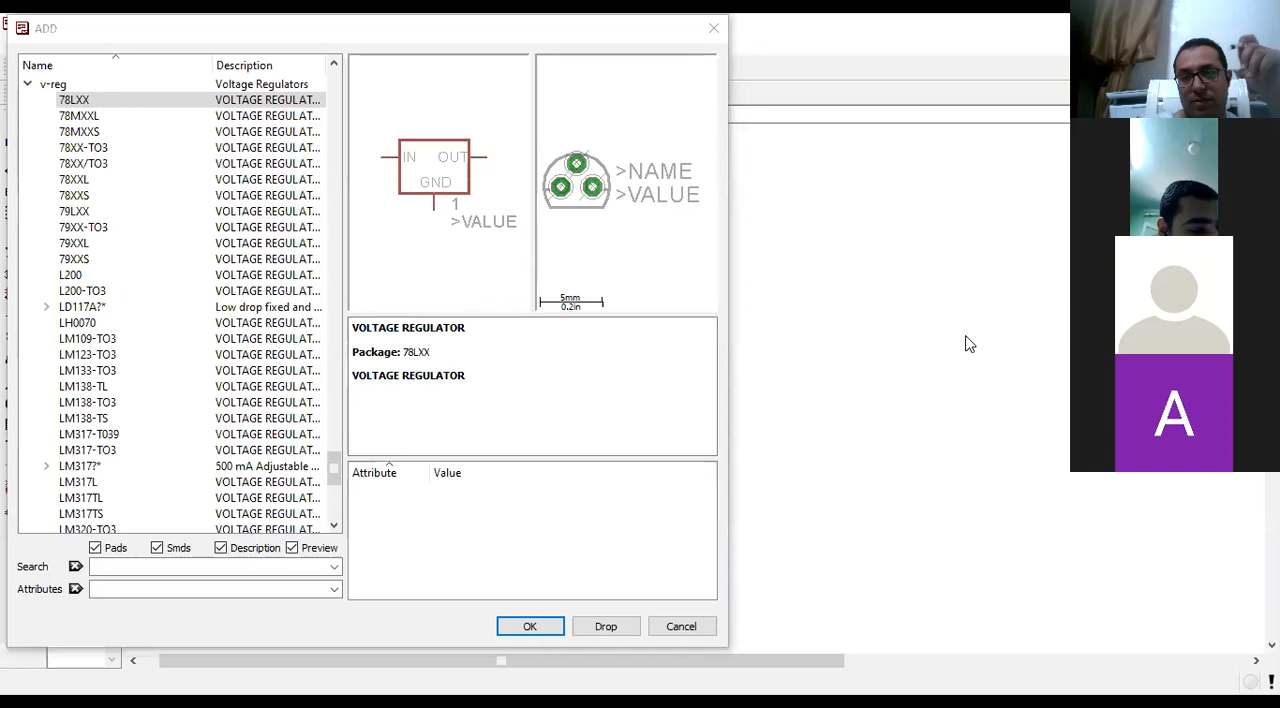 ADD
Name Description
v-reg Voltage Regulators
78LXX VOLTAGE REGULAT...
78MXXL VOLTAGE REGULAT...
78MXXS VOLTAGE REGULAT...
78XX-TO3 VOLTAGE REGULAT...
78XX/TO3 VOLTAGE REGULAT...
78XXL VOLTAGE REGULAT...
78XXS VOLTAGE REGULAT...
79LXX VOLTAGE REGULAT...
79XX-TO3 VOLTAGE REGULAT...
79XXL VOLTAGE REGULAT...
79XXS VOLTAGE REGULAT...
L200 VOLTAGE REGULAT...
L200-TO3 VOLTAGE REGULAT...
LD117A?* Low drop fixed and ...
LH0070 VOLTAGE REGULAT...
LM109-TO3 VOLTAGE REGULAT...
LM123-TO3 VOLTAGE REGULAT...
LM133-TO3 VOLTAGE REGULAT...
LM138-TL VOLTAGE REGULAT...
LM138-TO3 VOLTAGE REGULAT...
LM138-TS VOLTAGE REGULAT...
LM317-T039 VOLTAGE REGULAT...
LM317-TO3 VOLTAGE REGULAT...
LM317?* 500 mA Adjustable ...
LM317L VOLTAGE REGULAT...
LM317TL VOLTAGE REGULAT...
LM317TS VOLTAGE REGULAT...
LM320-TO3 VOLTAGE REGULAT...
Pads Smds Description Preview
Search
Attributes
IN OUT
GND
1
>VALUE
>NAME
>VALUE
5mm
0.2in
VOLTAGE REGULATOR
Package: 78LXX
VOLTAGE REGULATOR
Attribute Value
OK Drop Cancel
A